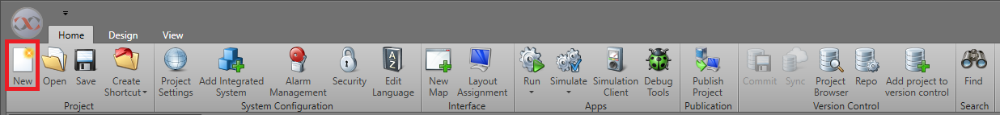 Home Design View
New Open Save Create Shortcut
Project
Project Settings Add Integrated System Alarm Management Security Edit Language
System Configuration
New Map Layout Assignment
Interface
Run Simulate Simulation Client Debug Tools
Apps
Publish Project
Publication
Commit Sync Project Browser Repo Add project to version control
Version Control
Find
Search